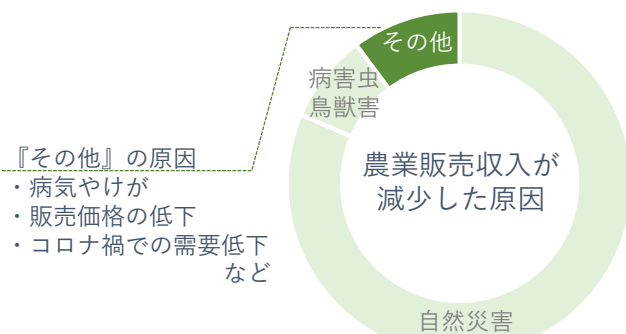 その他
病害虫
鳥獣害
『その他』の原因
・病気やけが
・販売価格の低下
・コロナ禍での需要低下
など
農業販売収入が
減少した原因
自然災害